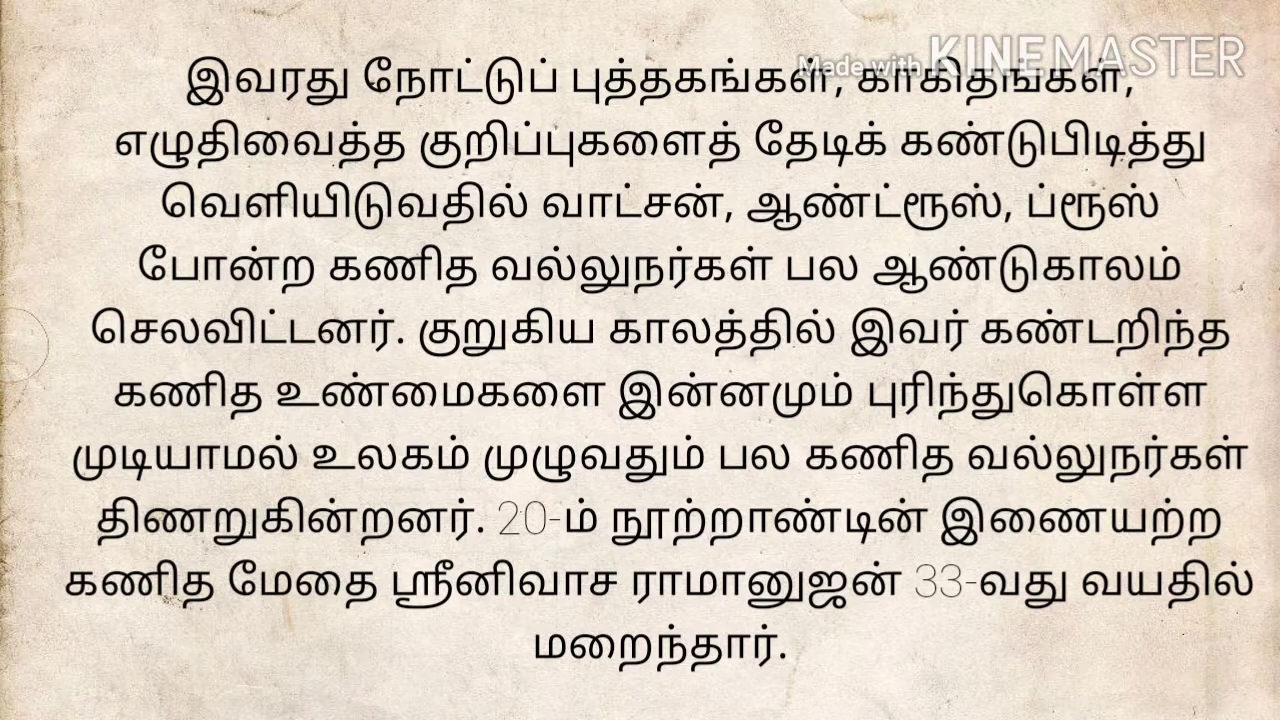 Made with KINEMASTER
இவரது நோட்டுப் புத்தகங்கள், காகிதங்கள்,
எழுதிவைத்த குறிப்புகளைத் தேடிக் கண்டுபிடித்து
வெளியிடுவதில் வாட்சன், ஆண்ட்ரூஸ், ப்ரூஸ்
போன்ற கணித வல்லுநர்கள் பல ஆண்டுகாலம்
செலவிட்டனர். குறுகிய காலத்தில் இவர் கண்டறிந்த
கணித உண்மைகளை இன்னமும் புரிந்துகொள்ள
முடியாமல் உலகம் முழுவதும் பல கணித வல்லுநர்கள்
திணறுகின்றனர். 20-ம் நூற்றாண்டின் இணையற்ற
கணித மேதை ஸ்ரீனிவாச ராமானுஜன் 33-வது வயதில்
மறைந்தார்.